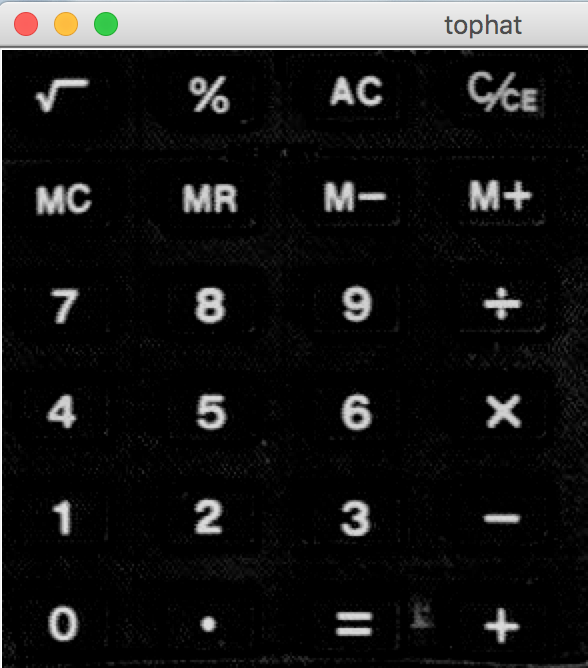 tophat
√ % AC C/CE
MC MR M− M+
7 8 9 ÷
4 5 6 ×
1 2 3 −
0 . = +